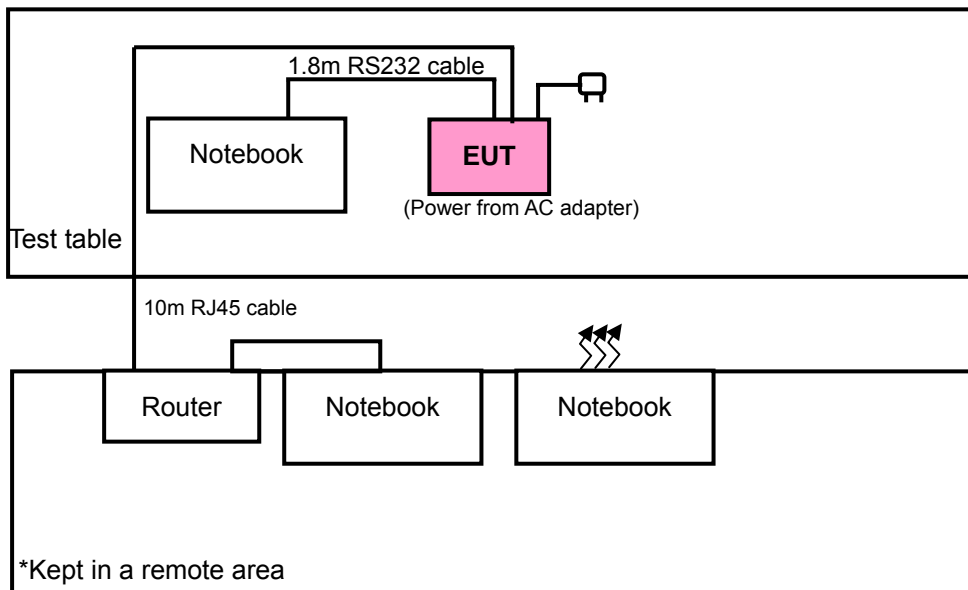 1.8m RS232 cable
Notebook
EUT
(Power from AC adapter)
Test table
10m RJ45 cable
Router
Notebook
Notebook
*Kept in a remote area